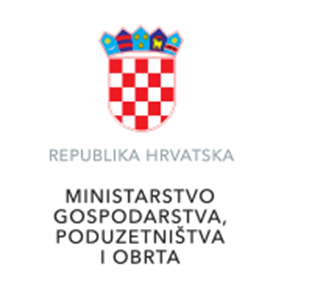 REPUBLIKA HRVATSKA
MINISTARSTVO
GOSPODARSTVA,
PODUZETNIŠTVA
I OBRTA